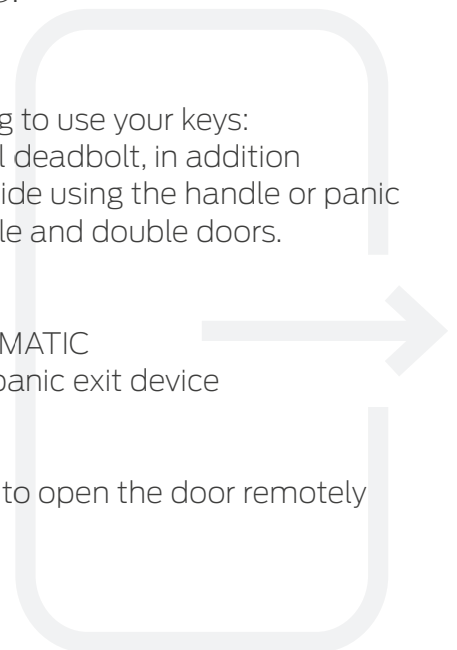 g to use your keys:
l deadbolt, in addition
ide using the handle or panic
le and double doors.
MATIC
panic exit device
to open the door remotely